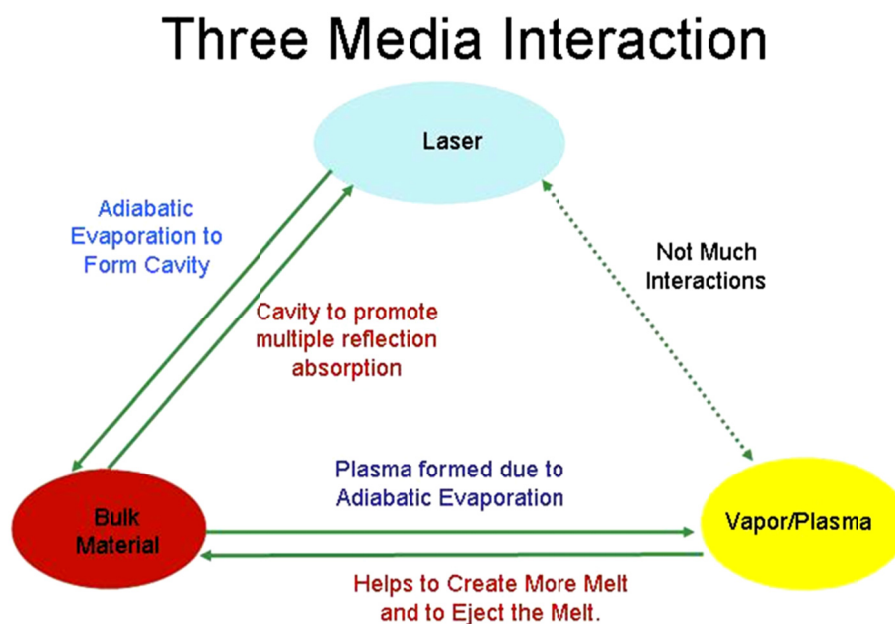 Three Media Interaction
Laser
Adiabatic
Evaporation to
Form Cavity
Not Much
Interactions
Cavity to promote
multiple reflection
absorption
Plasma formed due to
Adiabatic Evaporation
Bulk
Material
Vapor/Plasma
Helps to Create More Melt
and to Eject the Melt.